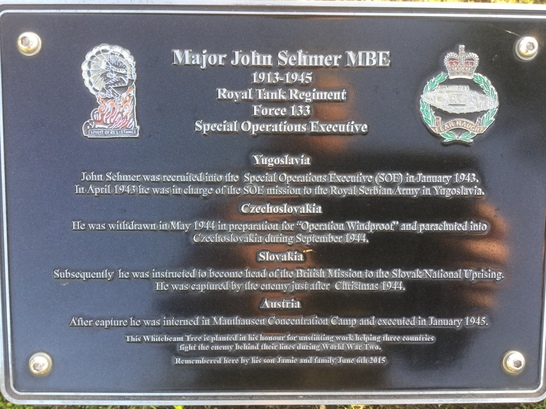 Major John Sehmer MBE
1913-1945
Royal Tank Regiment
Force 133
Special Operations Executive
SPIRIT OF RESISTANCE
FEAR NAUGHT
Yugoslavia
John Sehmer was recruited into the Special Operations Executive (SOE) in January 1943.
In April 1943 he was in charge of the SOE mission to the Royal Serbian Army in Yugoslavia.
Czechoslovakia
He was withdrawn in May 1944 in preparation for "Operation Windproof" and parachuted into
Czechoslovakia during September 1944.
Slovakia
Subsequently he was instructed to become head of the British Mission to the Slovak National Uprising.
He was captured by the enemy just after Christmas 1944.
Austria
After capture he was interned in Mauthausen Concentration Camp and executed in January 1945.
This Whitebeam Tree is planted in his honour for unstinting work helping three countries
fight the enemy behind their lines during World War Two.
Remembered here by his son Jamie and family June 6th 2015